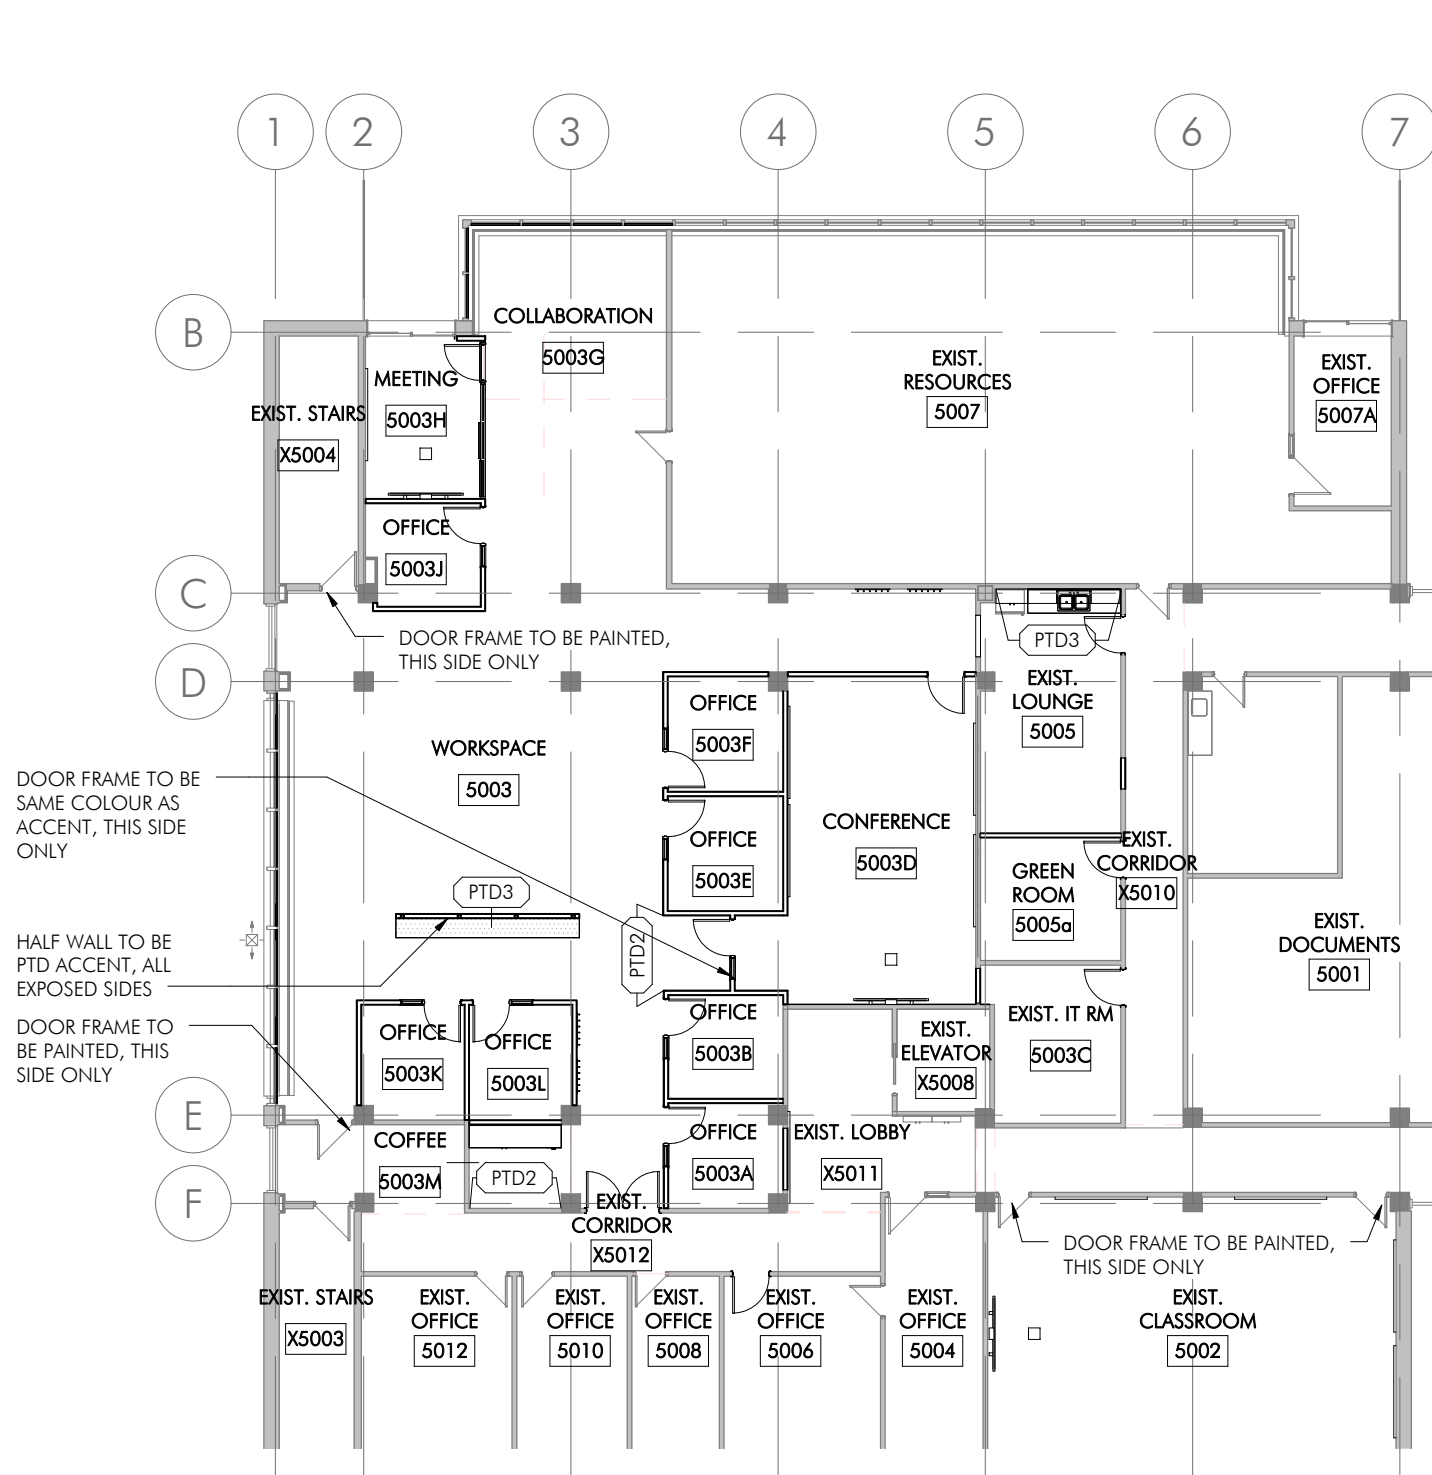 1
2
3
4
5
6
7
B
C
D
E
F
COLLABORATION
5003G
EXIST.
RESOURCES
5007
EXIST.
OFFICE
5007A
MEETING
5003H
EXIST. STAIRS
X5004
OFFICE
5003J
DOOR FRAME TO BE PAINTED,
THIS SIDE ONLY
PTD3
EXIST.
LOUNGE
5005
OFFICE
5003F
WORKSPACE
5003
DOOR FRAME TO BE
SAME COLOUR AS
ACCENT, THIS SIDE
ONLY
OFFICE
5003E
CONFERENCE
5003D
GREEN
ROOM
5005a
EXIST.
CORRIDOR
X5010
PTD3
PTD2
HALF WALL TO BE
PTD ACCENT, ALL
EXPOSED SIDES
EXIST.
DOCUMENTS
5001
DOOR FRAME TO
BE PAINTED, THIS
SIDE ONLY
OFFICE
5003K
OFFICE
5003L
OFFICE
5003B
EXIST.
ELEVATOR
X5008
EXIST. IT RM
5003C
COFFEE
5003M
PTD2
OFFICE
5003A
EXIST. LOBBY
X5011
EXIST.
CORRIDOR
X5012
DOOR FRAME TO BE PAINTED,
THIS SIDE ONLY
EXIST. STAIRS
X5003
EXIST.
OFFICE
5012
EXIST.
OFFICE
5010
EXIST.
OFFICE
5008
EXIST.
OFFICE
5006
EXIST.
OFFICE
5004
EXIST.
CLASSROOM
5002